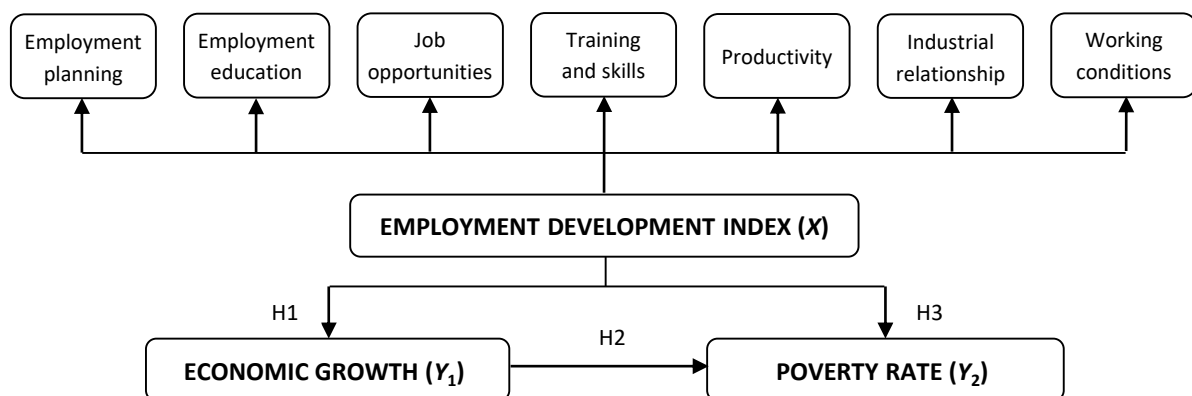 Employment
planning
Employment
education
Job
opportunities
Training
and skills
Productivity
Industrial
relationship
Working
conditions
EMPLOYMENT DEVELOPMENT INDEX (X)
H1
H2
H3
ECONOMIC GROWTH (Y₁)
POVERTY RATE (Y₂)